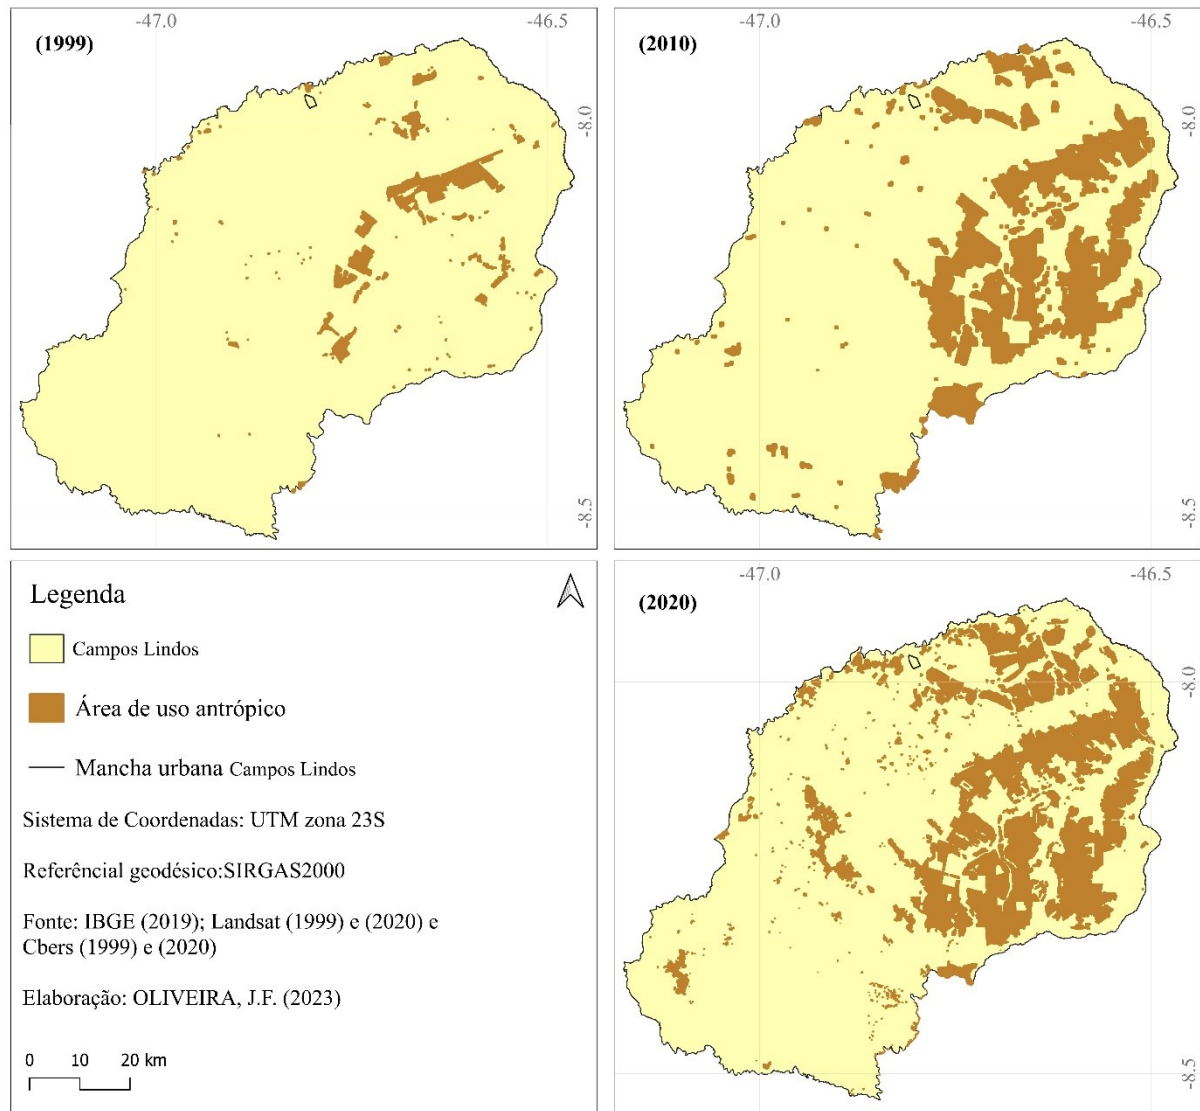 -47.0
-46.5
(1999)
-8.0
-8.5
-47.0
-46.5
(2010)
-8.0
-8.5
Legenda
Campos Lindos
Área de uso antrópico
Mancha urbana Campos Lindos
Sistema de Coordenadas: UTM zona 23S
Referêncial geodésico:SIRGAS2000
Fonte: IBGE (2019); Landsat (1999) e (2020) e
Cbers (1999) e (2020)
Elaboração: OLIVEIRA, J.F. (2023)
0 10 20 km
-47.0
-46.5
(2020)
-8.0
-8.5